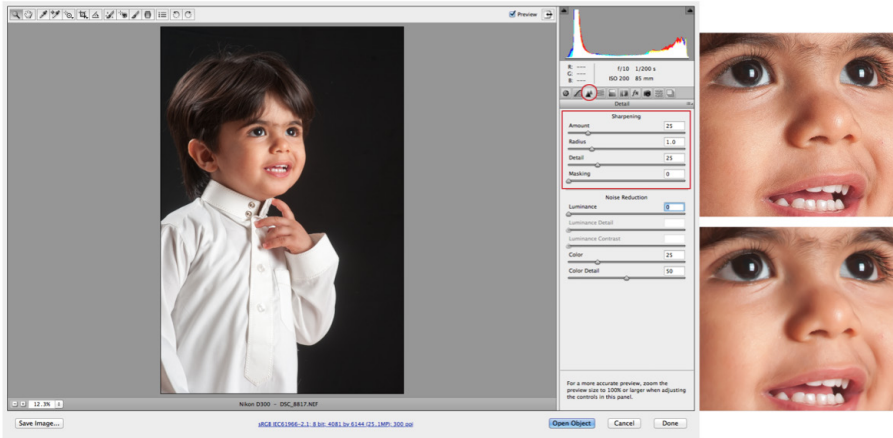 Preview
R: ---
G: ---
B: ---
f/10 1/200 s
ISO 200 85 mm
Detail
Sharpening
Amount 25
Radius 1.0
Detail 25
Masking 0
Noise Reduction
Luminance 0
Luminance Detail
Luminance Contrast
Color 25
Color Detail 50
For a more accurate preview, zoom the
preview size to 100% or larger when adjusting
the controls in this panel.
12.3%
Nikon D300 - DSC_8817.NEF
Save Image...
sRGB IEC61966-2.1; 8 bit; 4081 by 6144 (25.1MP); 300 ppi
Open Object
Cancel
Done